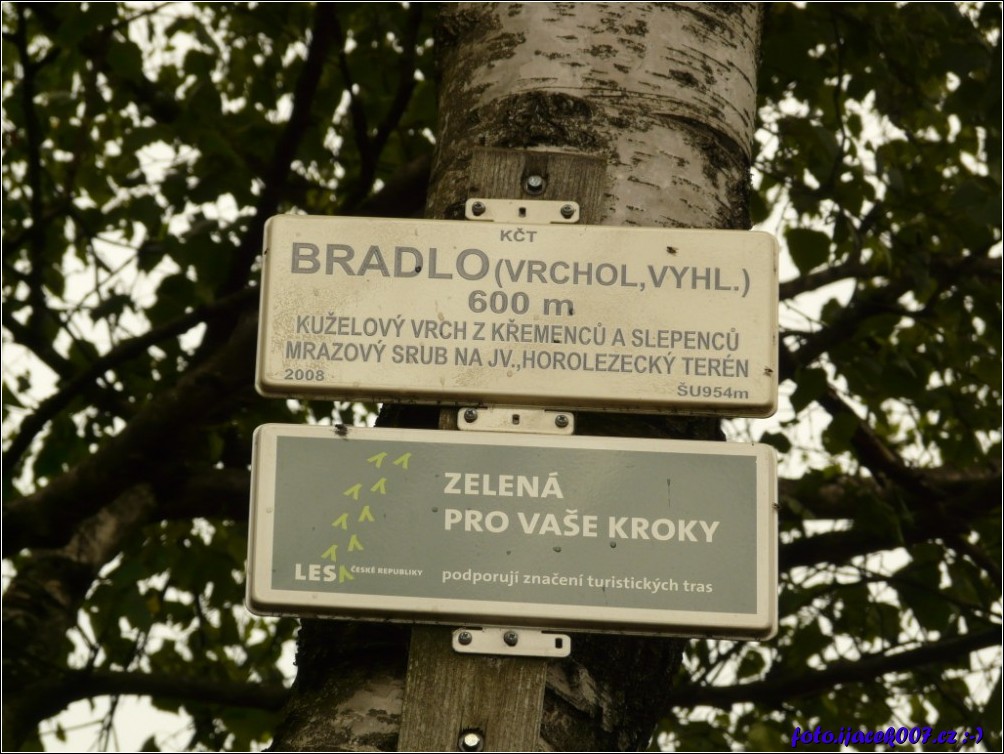 KČT
BRADLO (VRCHOL, VYHL.)
600 m
KUŽELOVÝ VRCH Z KŘEMENCŮ A SLEPENCŮ
MRAZOVÝ SRUB NA JV., HOROLEZECKÝ TERÉN
2008 ŠU954m
ZELENÁ
PRO VAŠE KROKY
LESY ČESKÉ REPUBLIKY
podporují značení turistických tras
foto.ijacek007.cz ;-)